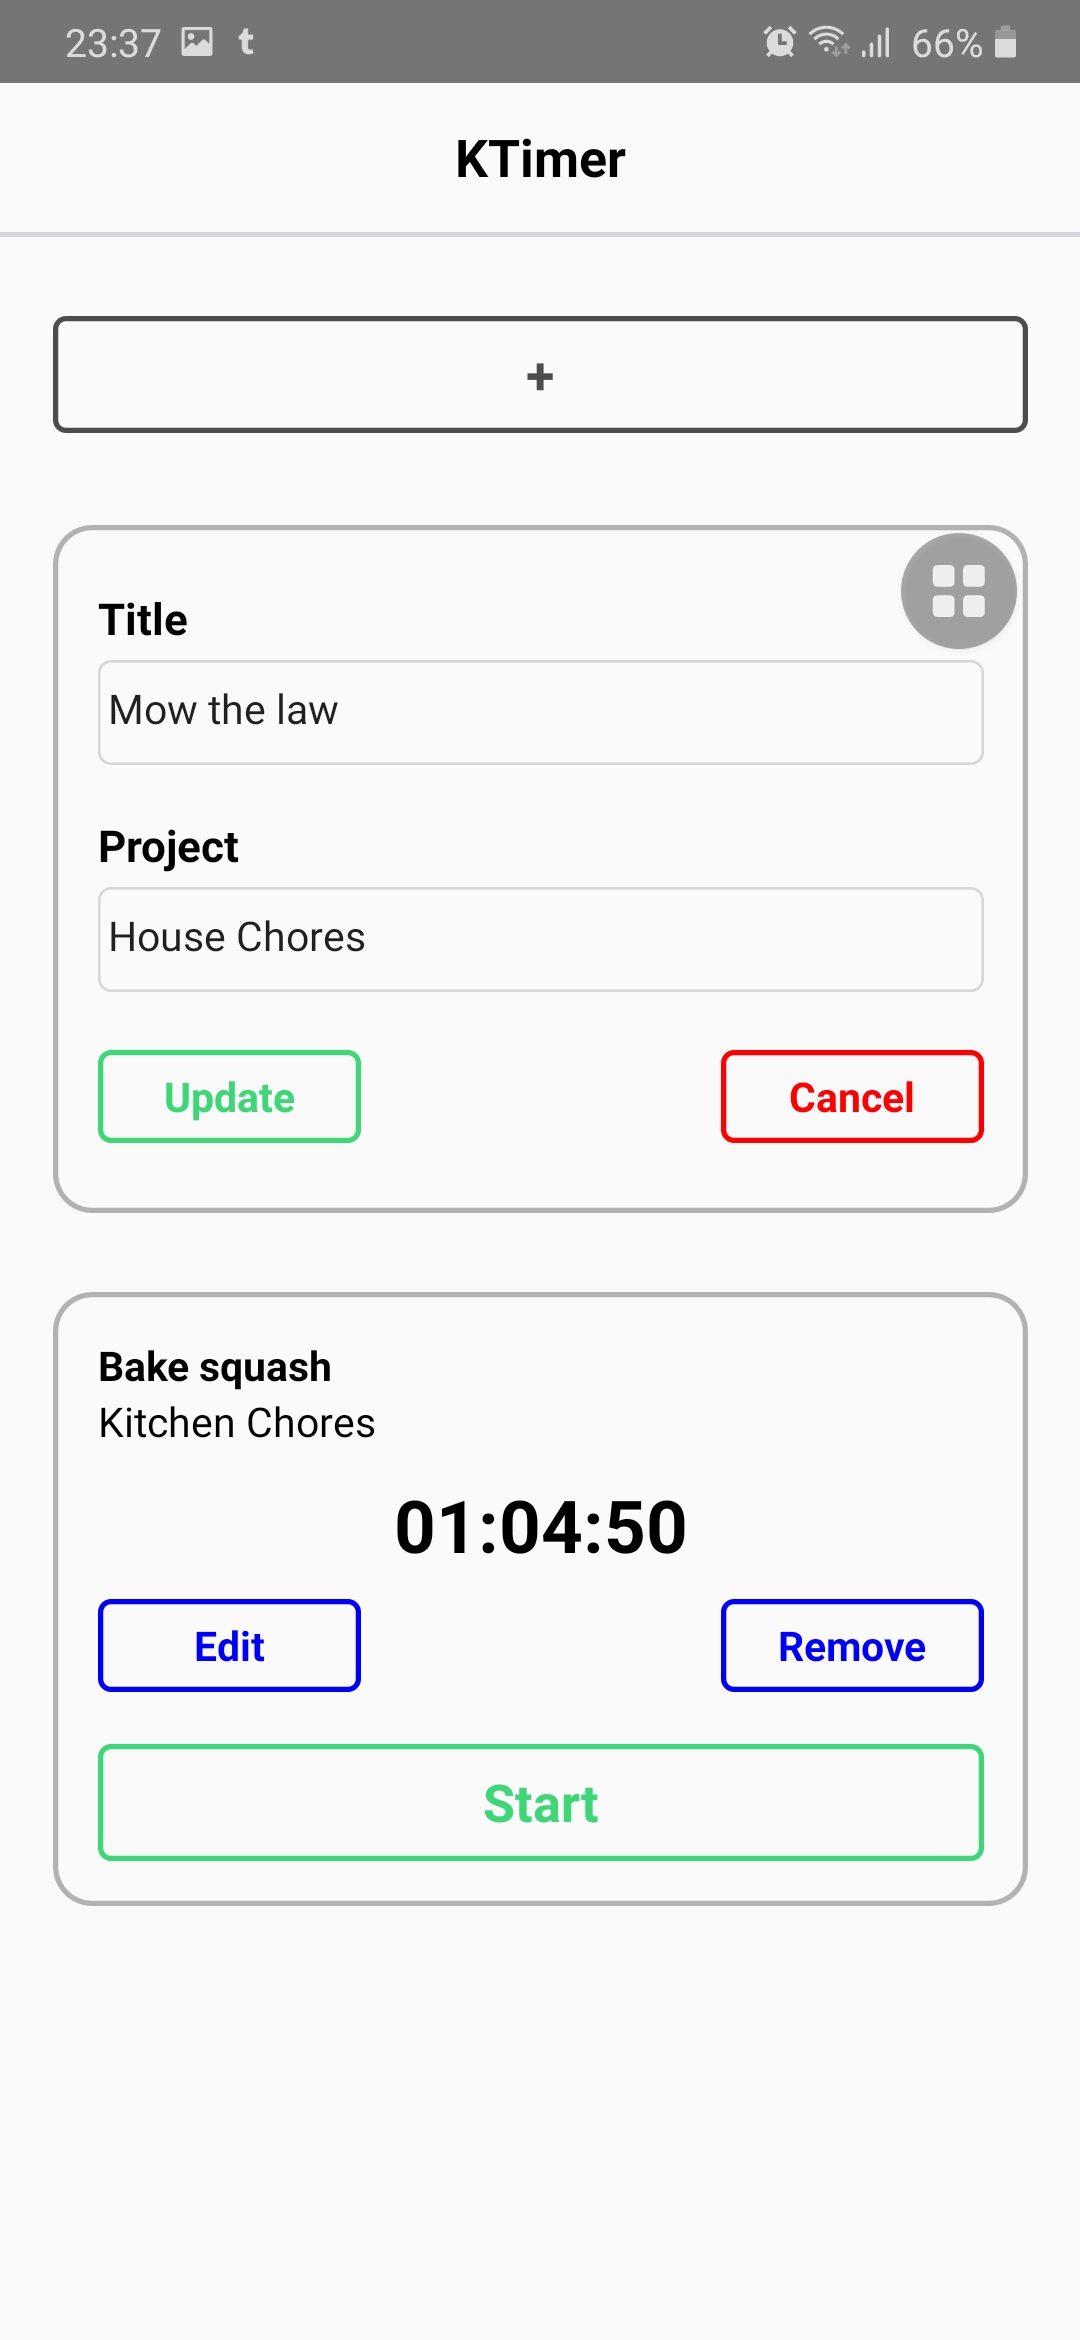 23:37 t 66%
KTimer
+
Title
Mow the law
Project
House Chores
Update Cancel
Bake squash
Kitchen Chores
01:04:50
Edit Remove
Start